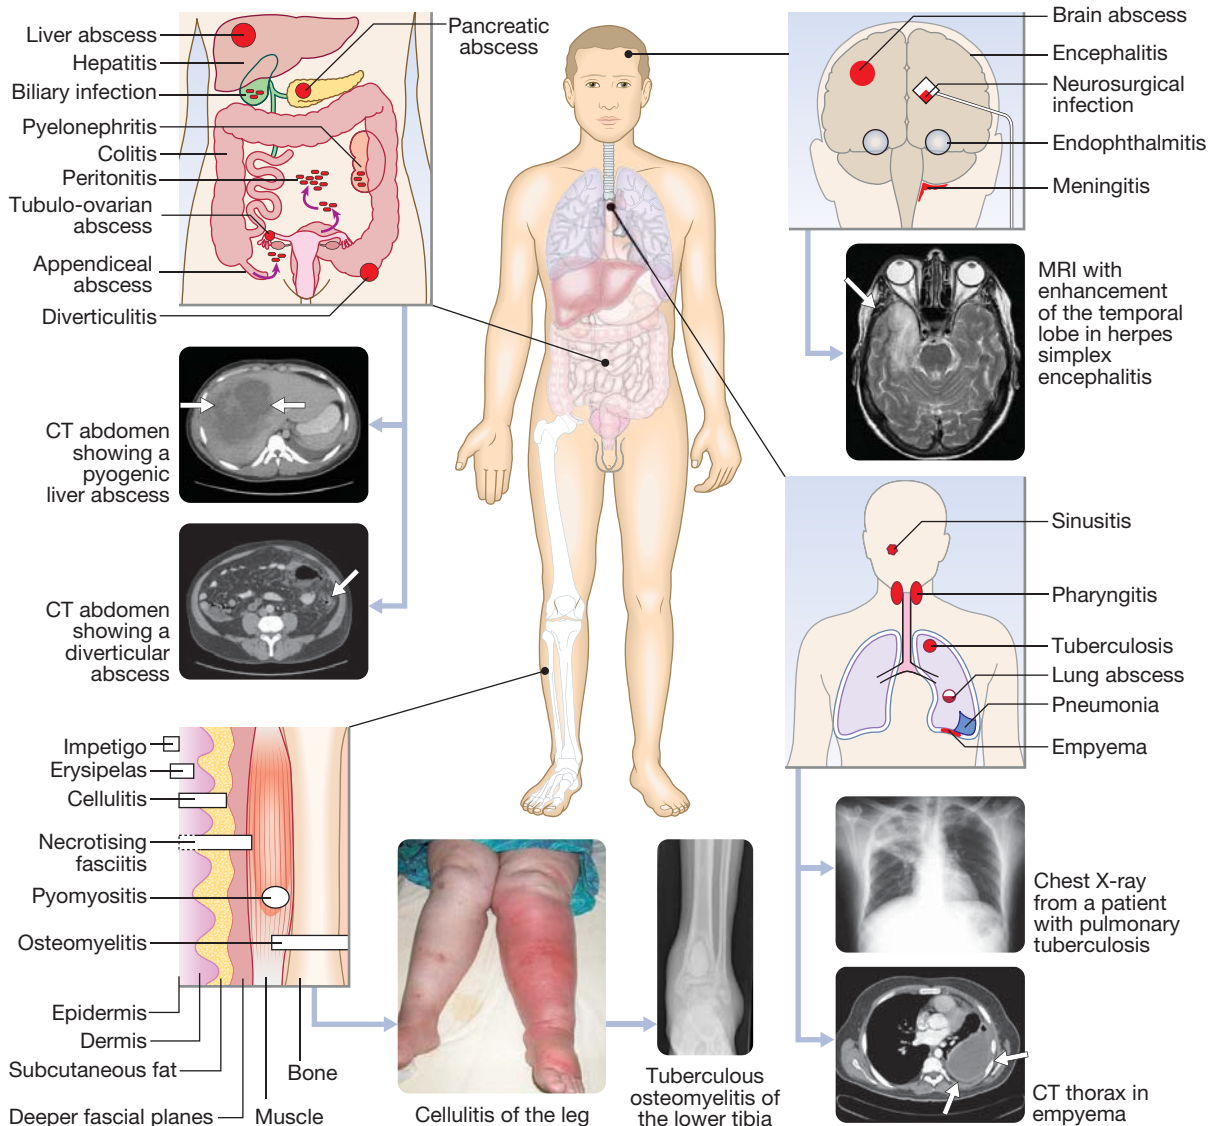 Liver abscess
Hepatitis
Biliary infection
Pyelonephritis
Colitis
Peritonitis
Tubulo-ovarian
abscess
Appendiceal
abscess
Diverticulitis
Pancreatic
abscess
Brain abscess
Encephalitis
Neurosurgical
infection
Endophthalmitis
Meningitis
MRI with
enhancement
of the temporal
lobe in herpes
simplex
encephalitis
CT abdomen
showing a
pyogenic
liver abscess
CT abdomen
showing a
diverticular
abscess
Sinusitis
Pharyngitis
Tuberculosis
Lung abscess
Pneumonia
Empyema
Impetigo
Erysipelas
Cellulitis
Necrotising
fasciitis
Pyomyositis
Osteomyelitis
Epidermis
Dermis
Subcutaneous fat
Deeper fascial planes
Muscle
Bone
Cellulitis of the leg
Tuberculous
osteomyelitis of
the lower tibia
Chest X-ray
from a patient
with pulmonary
tuberculosis
CT thorax in
empyema